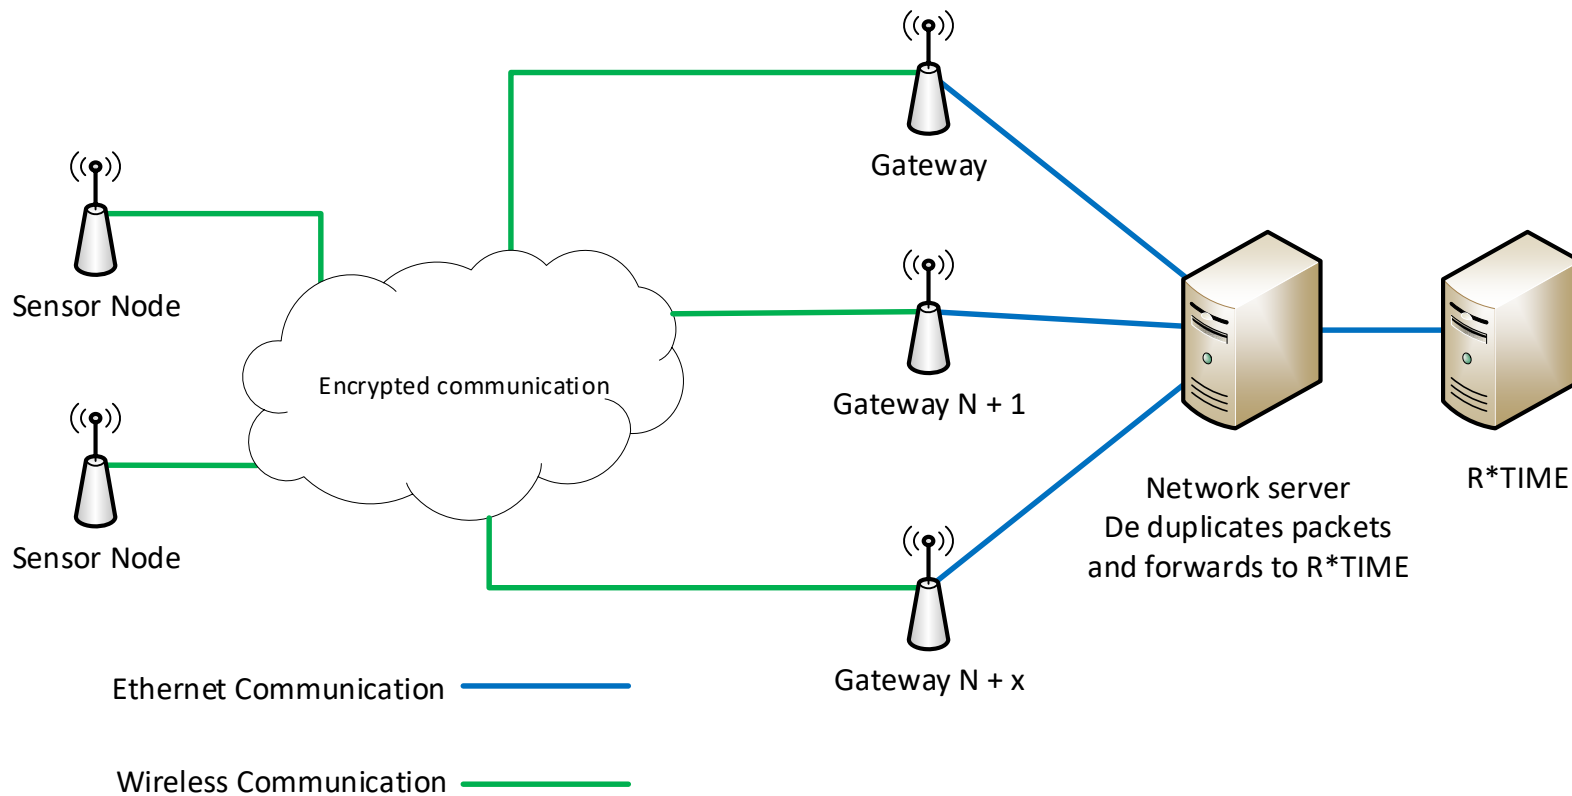 Gateway
Sensor Node
Encrypted communication
Gateway N + 1
Sensor Node
Network server
De duplicates packets
and forwards to R*TIME
R*TIME
Gateway N + x
Ethernet Communication
Wireless Communication